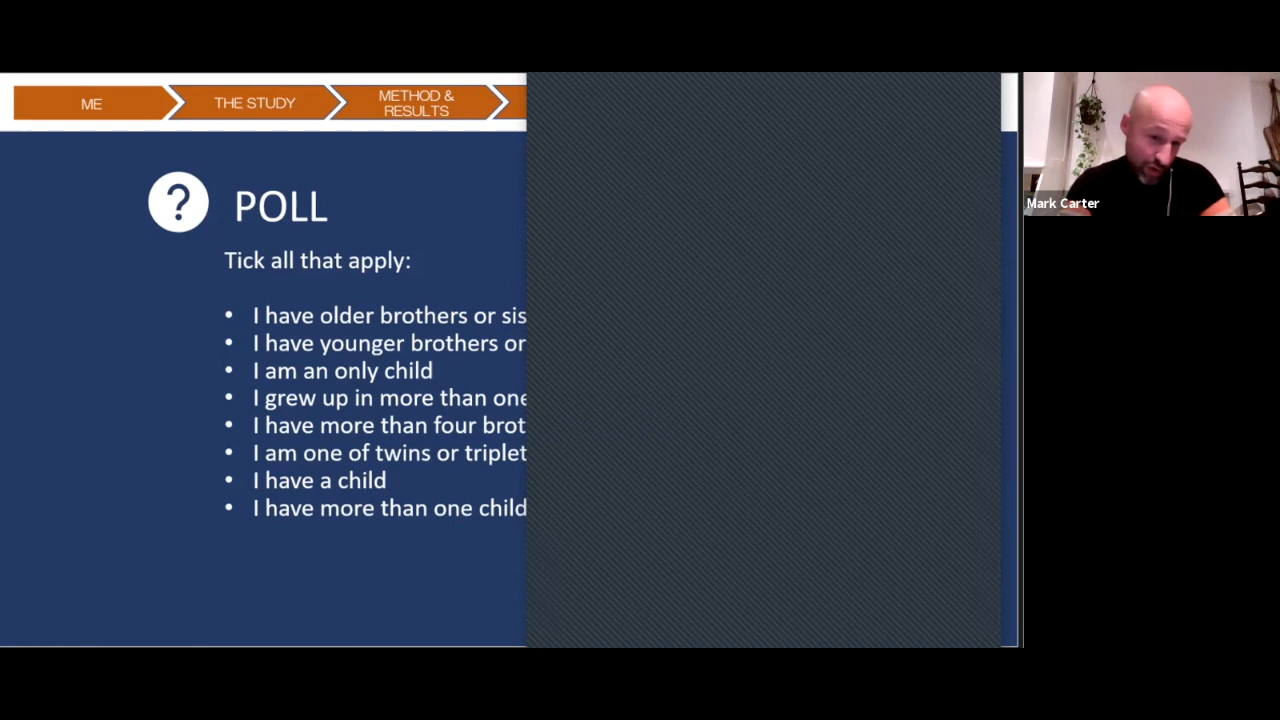 ME
THE STUDY
METHOD &
RESULTS
?
POLL
Tick all that apply:
• I have older brothers or sis
• I have younger brothers or
• I am an only child
• I grew up in more than one
• I have more than four brot
• I am one of twins or triplet
• I have a child
• I have more than one child
Mark Carter